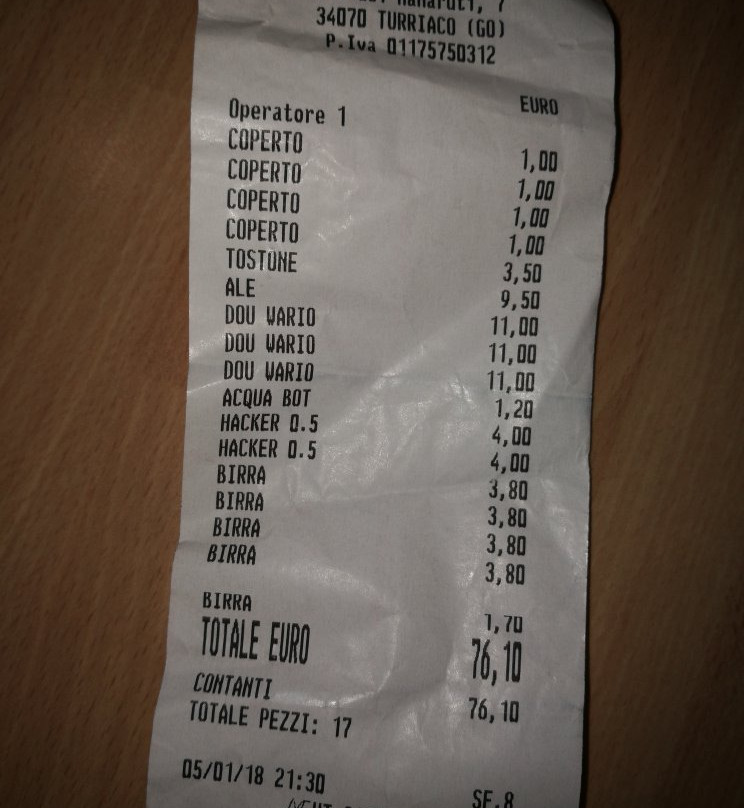 34070 TURRIACO (GO)
P.Iva 01175750312
EURO
Operatore 1
COPERTO 1,00
COPERTO 1,00
COPERTO 1,00
COPERTO 1,00
TOSTONE 3,50
ALE 9,50
DOU WARIO 11,00
DOU WARIO 11,00
DOU WARIO 11,00
ACQUA BOT 1,20
HACKER 0.5 4,00
HACKER 0.5 4,00
BIRRA 3,80
BIRRA 3,80
BIRRA 3,80
BIRRA 3,80
BIRRA 1,70
TOTALE EURO 76,10
CONTANTI 76,10
TOTALE PEZZI: 17
05/01/18 21:30 SF.8